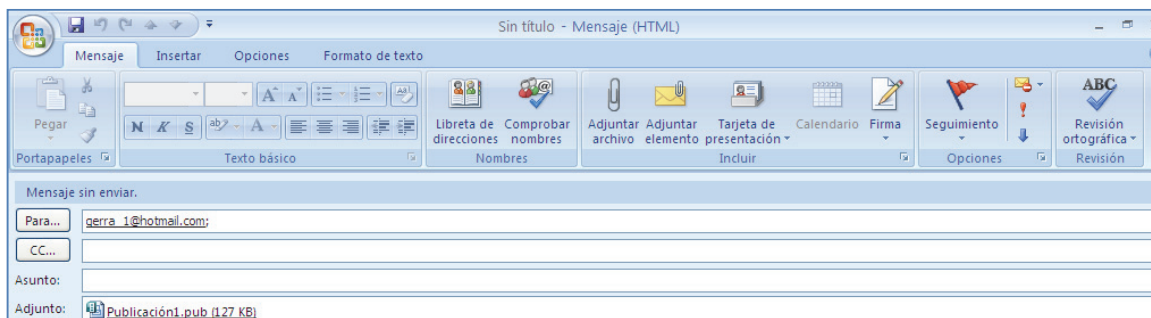 Sin título - Mensaje (HTML)
Mensaje Insertar Opciones Formato de texto
Pegar
N K S ab A
Libreta de direcciones
Comprobar nombres
Adjuntar archivo
Adjuntar elemento
Tarjeta de presentación
Calendario
Firma
Seguimiento
ABC
Revisión ortográfica
Portapapeles Texto básico Nombres Incluir Opciones Revisión
Mensaje sin enviar.
Para... gerra_1@hotmail.com;
CC...
Asunto:
Adjunto: Publicación1.pub (127 KB)